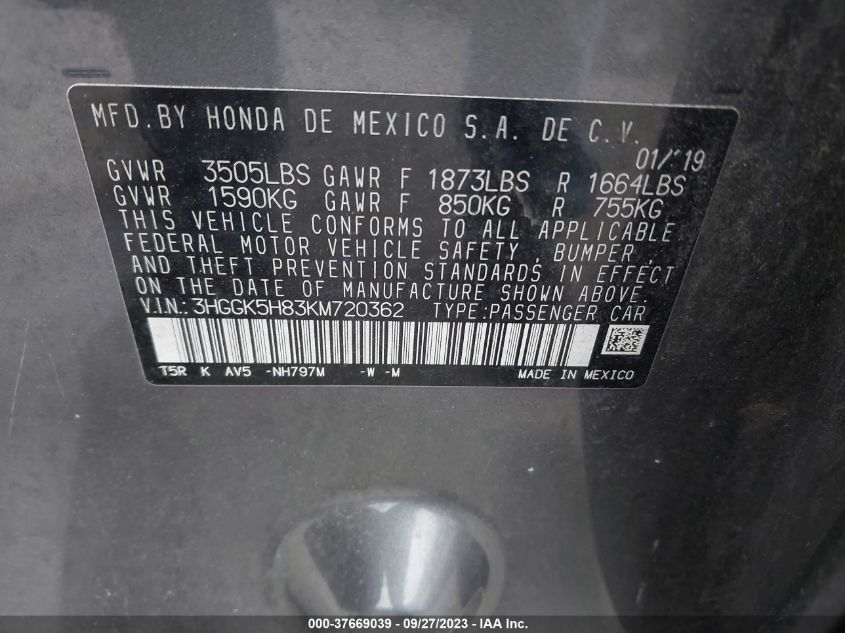 MFD. BY HONDA DE MEXICO S.A. DE C.V.
01/'19
GVWR 3505LBS GAWR F 1873LBS R 1664LBS
GVWR 1590KG GAWR F 850KG R 755KG
THIS VEHICLE CONFORMS TO ALL APPLICABLE
FEDERAL MOTOR VEHICLE SAFETY, BUMPER,
AND THEFT PREVENTION STANDARDS IN EFFECT
ON THE DATE OF MANUFACTURE SHOWN ABOVE.
V.I.N.:3HGGK5H83KM720362 TYPE:PASSENGER CAR
T5R K AV5 -NH797M -W -M MADE IN MEXICO
000-37669039 - 09/27/2023 - IAAI Inc.